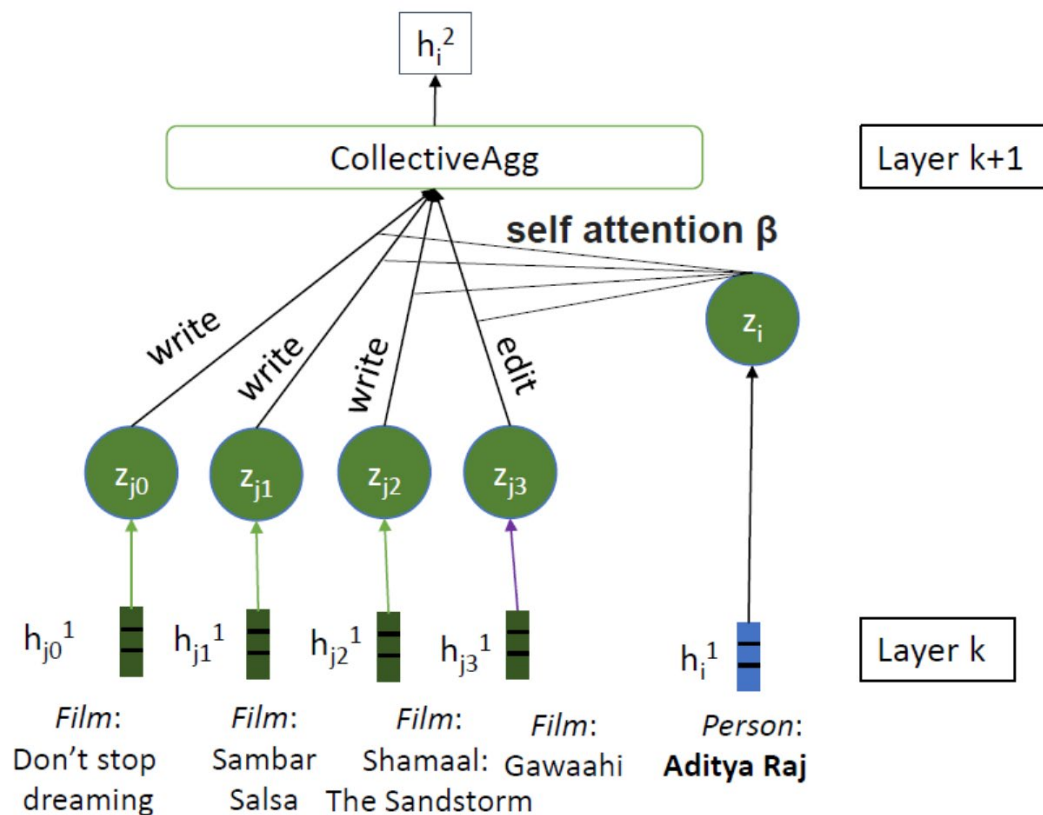 h_i^2
CollectiveAgg
Layer k+1
self attention β
z_i
write
write
write
edit
z_j0
z_j1
z_j2
z_j3
h_j0^1
h_j1^1
h_j2^1
h_j3^1
h_i^1
Layer k
Film:
Don't stop
dreaming
Film:
Sambar
Salsa
Film:
Shamaal:
The Sandstorm
Film:
Gawaahi
Person:
Aditya Raj